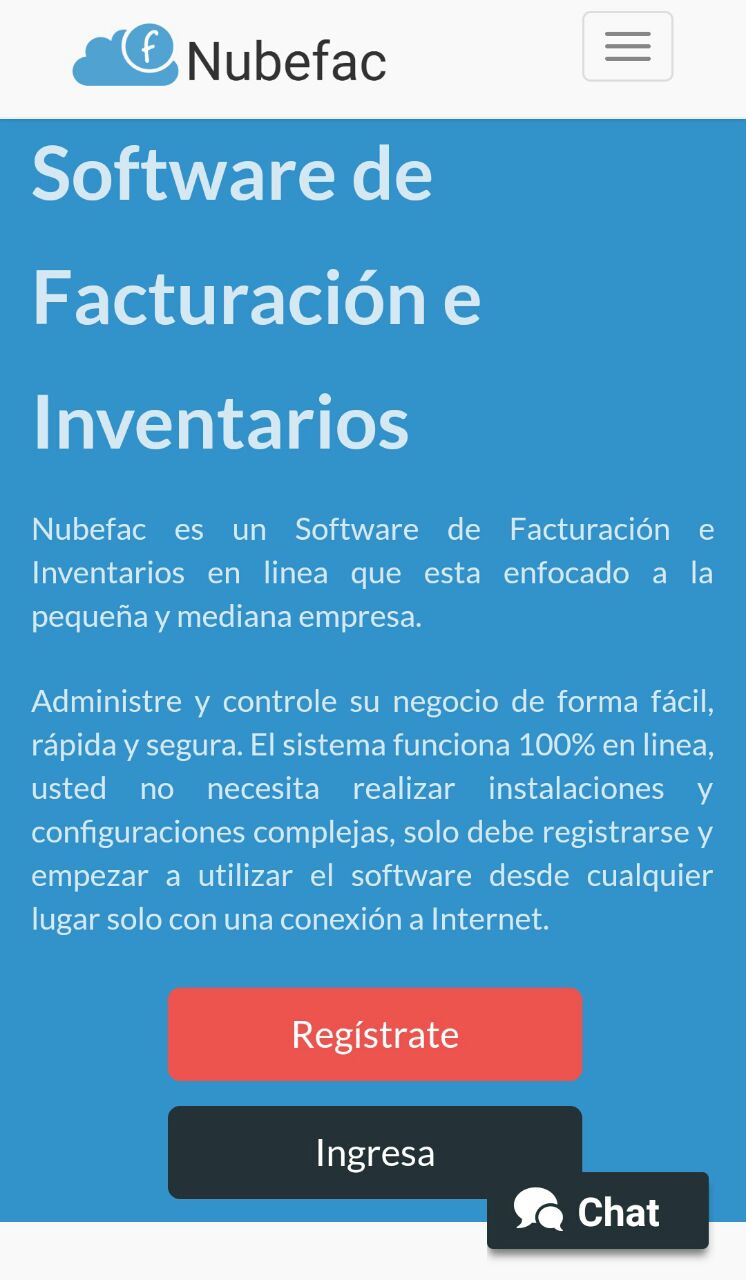 f Nubefac
Software de
Facturación e
Inventarios
Nubefac es un Software de Facturación e
Inventarios en linea que esta enfocado a la
pequeña y mediana empresa.
Administre y controle su negocio de forma fácil,
rápida y segura. El sistema funciona 100% en linea,
usted no necesita realizar instalaciones y
configuraciones complejas, solo debe registrarse y
empezar a utilizar el software desde cualquier
lugar solo con una conexión a Internet.
Regístrate
Ingresa
Chat